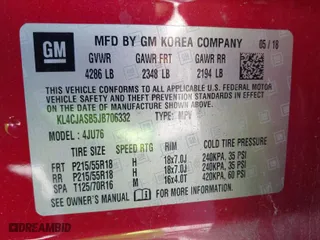 GM
MFD BY GM KOREA COMPANY 05/18
GVWR GAWR FRT GAWR RR
4286 LB 2348 LB 2194 LB
THIS VEHICLE CONFORMS TO ALL APPLICABLE U.S. FEDERAL MOTOR
VEHICLE SAFETY AND THEFT PREVENTION STANDARDS IN EFFECT ON
THE DATE OF MANUFACTURE SHOWN ABOVE.
KL4CJASB5JB706332 TYPE: MPV
MODEL: 4JU76
TIRE SIZE SPEED RTG RIM COLD TIRE PRESSURE
FRT P215/55R18 H 18x7.0J 240KPA, 35 PSI
RR P215/55R18 H 18x7.0J 240KPA, 35 PSI
SPA T125/70R16 M 16x4.0T 420KPA, 60 PSI
SEE OWNER'S MANUAL FOR ADDITIONAL INFORMATION.
DREAMBID